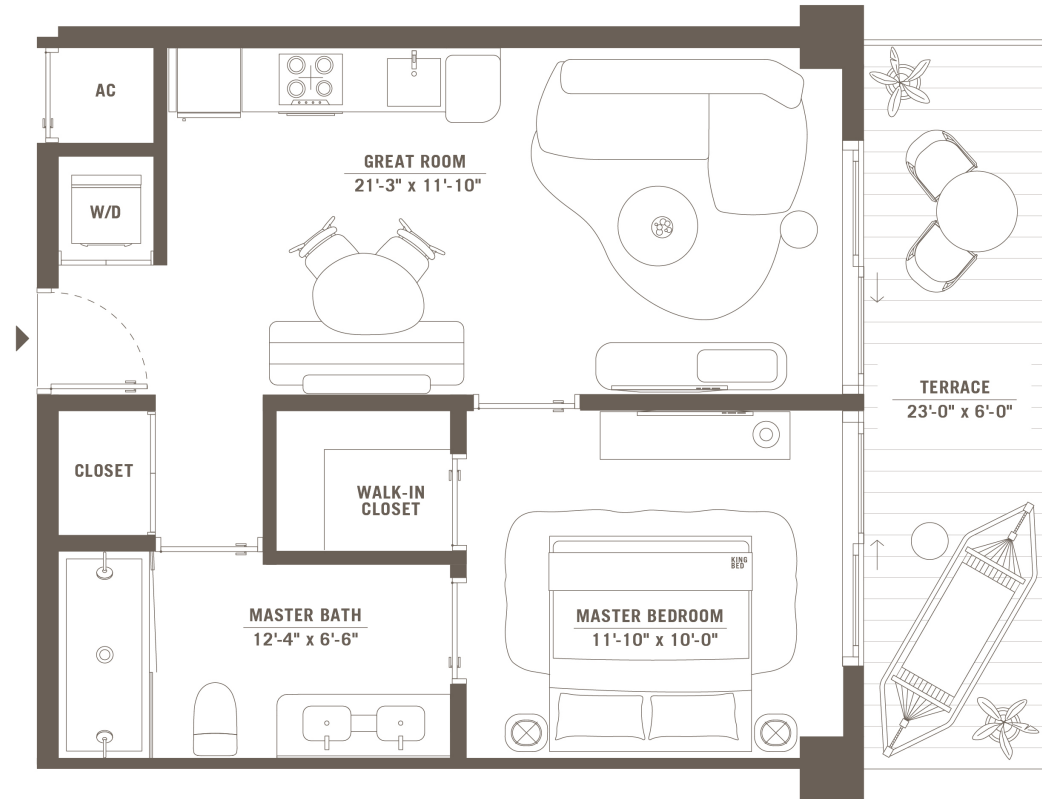 AC
W/D
GREAT ROOM
21'-3" x 11'-10"
TERRACE
23'-0" x 6'-0"
CLOSET
WALK-IN
CLOSET
KING
BED
MASTER BATH
12'-4" x 6'-6"
MASTER BEDROOM
11'-10" x 10'-0"